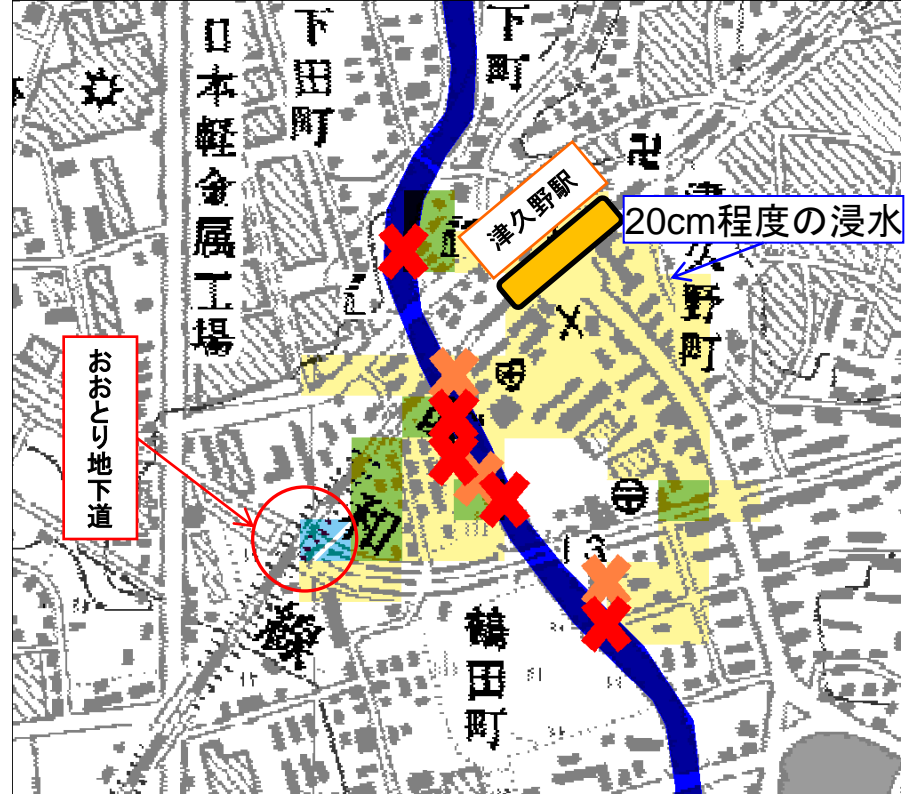 下田町
下町
日本軽金属工場
津久野駅
20cm程度の浸水
津久野町
おおとり地下道
13
鶴田町